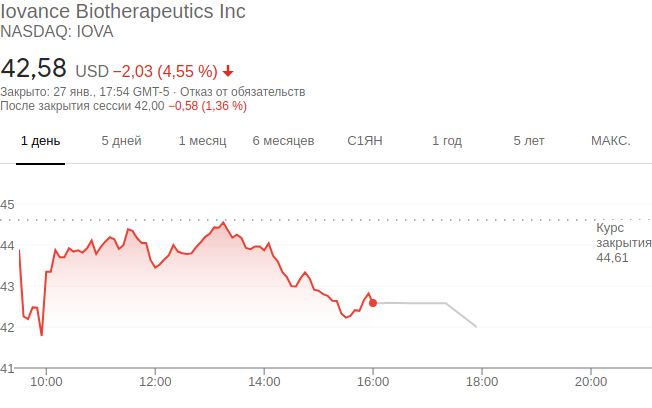 Iovance Biotherapeutics Inc
NASDAQ: IOVA
42,58 USD −2,03 (4,55 %)
Закрыто: 27 янв., 17:54 GMT-5 · Отказ от обязательств
После закрытия сессии 42,00 −0,58 (1,36 %)
1 день 5 дней 1 месяц 6 месяцев С1ЯН 1 год 5 лет МАКС.
45
Курс
закрытия
44,61
44
43
42
41
10:00 12:00 14:00 16:00 18:00 20:00